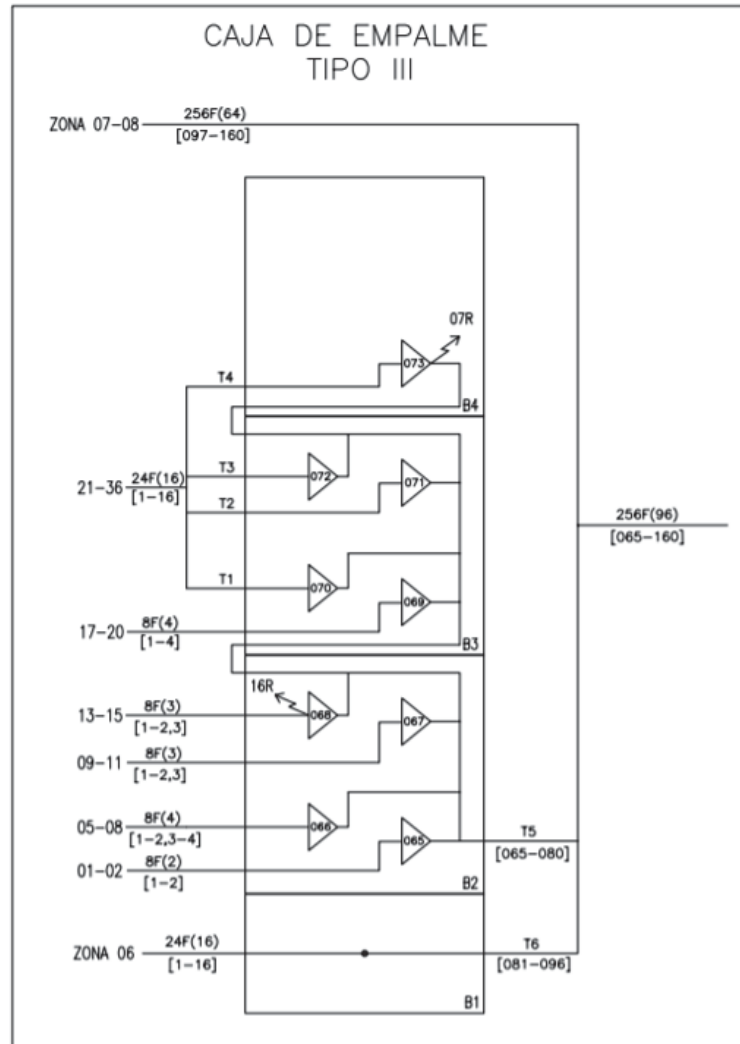 CAJA DE EMPALME
TIPO III
ZONA 07-08
256F(64)
[097-160]
07R
073
T4
B4
T3
072
071
21-36
24F(16)
[1-16]
T2
256F(96)
[065-160]
T1
070
069
17-20
8F(4)
[1-4]
B3
16R
13-15
8F(3)
[1-2,3]
068
067
09-11
8F(3)
[1-2,3]
05-08
8F(4)
[1-2,3-4]
066
065
T5
[065-080]
01-02
8F(2)
[1-2]
B2
ZONA 06
24F(16)
[1-16]
T6
[081-096]
B1